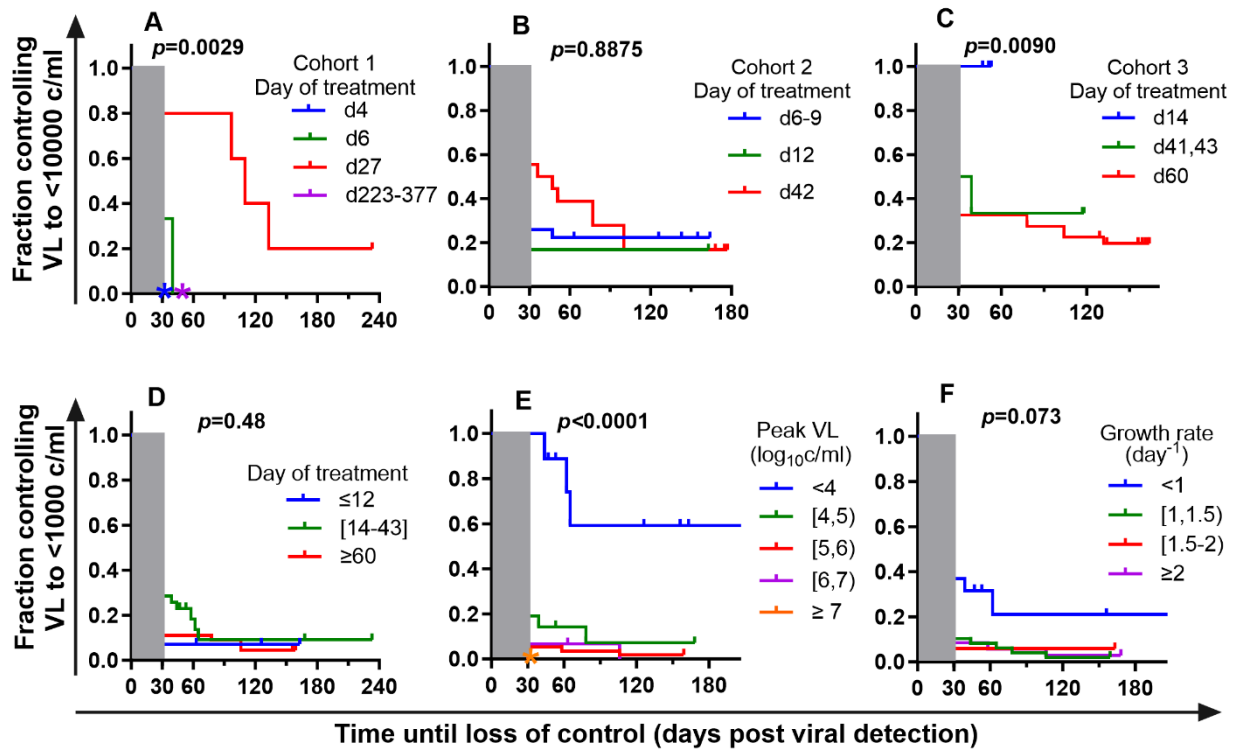 Fraction controlling
VL to <10000 c/ml
A
p=0.0029
Cohort 1
Day of treatment
d4
d6
d27
d223-377
1.0
0.8
0.6
0.4
0.2
0.0
0 30 60 120 180 240
B
p=0.8875
Cohort 2
Day of treatment
d6-9
d12
d42
1.0
0.8
0.6
0.4
0.2
0.0
0 30 60 120 180
C
p=0.0090
Cohort 3
Day of treatment
d14
d41,43
d60
1.0
0.8
0.6
0.4
0.2
0.0
0 30 60 120
Fraction controlling
VL to <1000 c/ml
D
p=0.48
Day of treatment
≤12
[14-43]
≥60
1.0
0.8
0.6
0.4
0.2
0.0
0 30 60 120 180 240
E
p<0.0001
Peak VL
(log10c/ml)
<4
[4,5)
[5,6)
[6,7)
≥ 7
1.0
0.8
0.6
0.4
0.2
0.0
0 30 60 120 180
F
p=0.073
Growth rate
(day-1)
<1
[1,1.5)
[1.5-2)
≥2
1.0
0.8
0.6
0.4
0.2
0.0
0 30 60 120 180
Time until loss of control (days post viral detection)